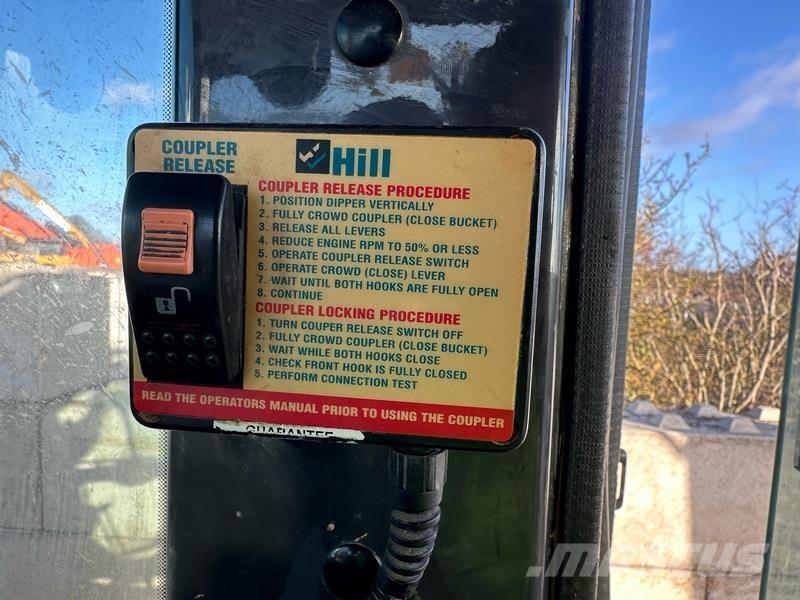 COUPLER
RELEASE
Hill
COUPLER RELEASE PROCEDURE
1. POSITION DIPPER VERTICALLY
2. FULLY CROWD COUPLER (CLOSE BUCKET)
3. RELEASE ALL LEVERS
4. REDUCE ENGINE RPM TO 50% OR LESS
5. OPERATE COUPLER RELEASE SWITCH
6. OPERATE CROWD (CLOSE) LEVER
7. WAIT UNTIL BOTH HOOKS ARE FULLY OPEN
8. CONTINUE
COUPLER LOCKING PROCEDURE
1. TURN COUPER RELEASE SWITCH OFF
2. FULLY CROWD COUPLER (CLOSE BUCKET)
3. WAIT WHILE BOTH HOOKS CLOSE
4. CHECK FRONT HOOK IS FULLY CLOSED
5. PERFORM CONNECTION TEST
READ THE OPERATORS MANUAL PRIOR TO USING THE COUPLER
GUARANTEE
mascus